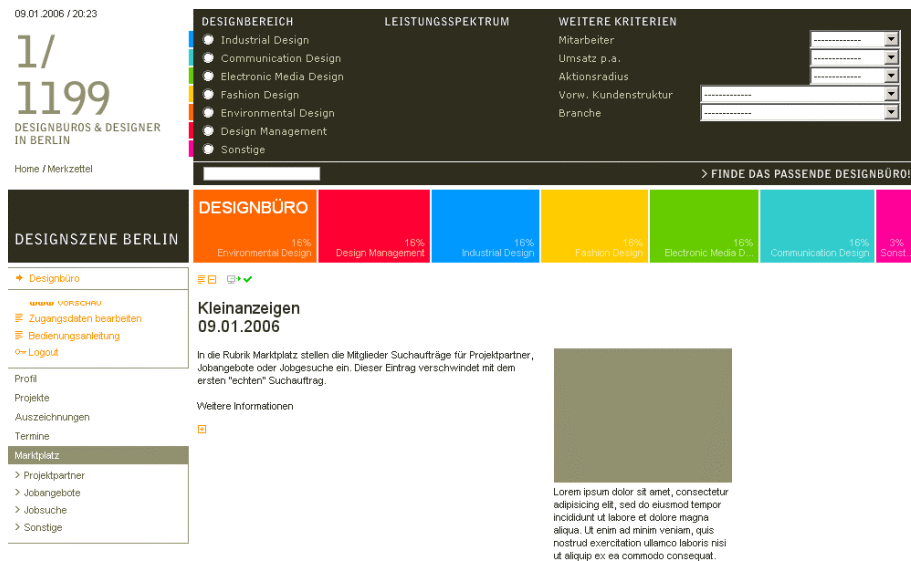 09.01.2006 / 20:23
1/
1199
DESIGNBÜROS & DESIGNER
IN BERLIN
Home / Merkzettel
DESIGNBEREICH
Industrial Design
Communication Design
Electronic Media Design
Fashion Design
Environmental Design
Design Management
Sonstige
LEISTUNGSSPEKTRUM
WEITERE KRITERIEN
Mitarbeiter -------------
Umsatz p.a. -------------
Aktionsradius -------------
Vorw. Kundenstruktur -------------
Branche -------------
> FINDE DAS PASSENDE DESIGNBÜRO!
DESIGNSZENE BERLIN
DESIGNBÜRO
16%
Environmental Design
16%
Design Management
16%
Industrial Design
16%
Fashion Design
16%
Electronic Media D...
16%
Communication Design
3%
Sonst..
Designbüro
www VORSCHAU
Zugangsdaten bearbeiten
Bedienungsanleitung
Logout
Profil
Projekte
Auszeichnungen
Termine
Marktplatz
> Projektpartner
> Jobangebote
> Jobsuche
> Sonstige
Kleinanzeigen
09.01.2006
In die Rubrik Marktplatz stellen die Mitglieder Suchaufträge für Projektpartner,
Jobangebote oder Jobgesuche ein. Dieser Eintrag verschwindet mit dem
ersten "echten" Suchauftrag.
Weitere Informationen
Lorem ipsum dolor sit amet, consectetur
adipisicing elit, sed do eiusmod tempor
incididunt ut labore et dolore magna
aliqua. Ut enim ad minim veniam, quis
nostrud exercitation ullamco laboris nisi
ut aliquip ex ea commodo consequat.